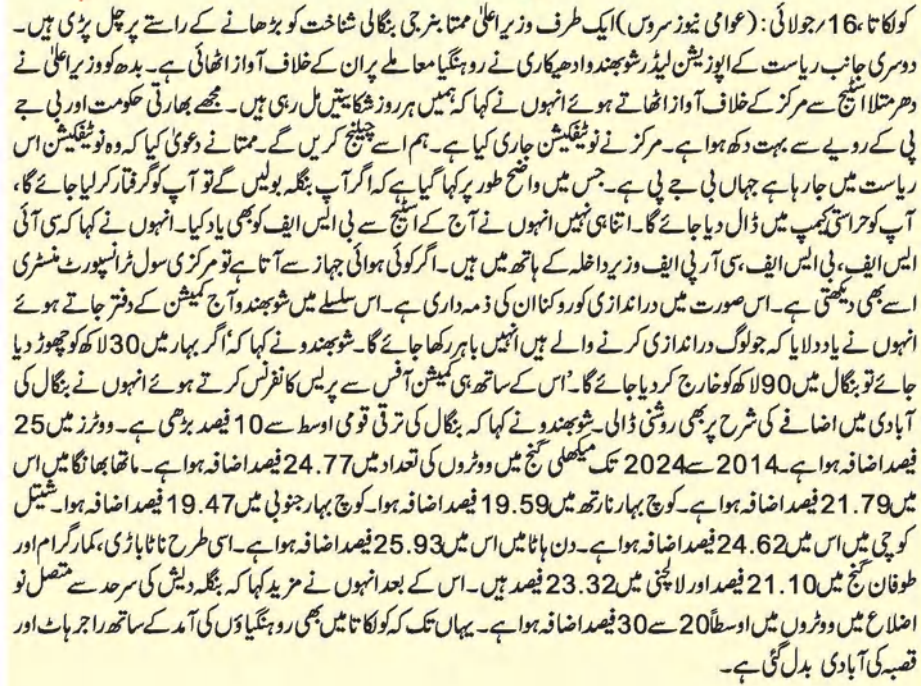 کولکاتا،16؍جولائی:(عوامی نیوز سروس)ایک طرف وزیراعلیٰ ممتا بنرجی بنگالی شناخت کو بڑھانے کے راستے پر چل پڑی ہیں۔
دوسری جانب ریاست کے اپوزیشن لیڈر شوبھندو ادھیکاری نے روہنگیا معاملے پر ان کے خلاف آواز اٹھائی ہے۔ بدھ کو وزیراعلیٰ نے
دھرمتلا اسٹیج سے مرکز کے خلاف آواز اٹھاتے ہوئے انہوں نے کہا کہ ہمیں ہر روز شکایتیں مل رہی ہیں۔ مجھے بھارتی حکومت اور بی جے
پی کے رویے سے بہت دکھ ہوا ہے۔ مرکز نے نوٹیفکیشن جاری کیا ہے۔ ہم اسے چیلنج کریں گے۔ ممتا نے دعویٰ کیا کہ وہ نوٹیفکیشن اس
ریاست میں جا رہا ہے جہاں بی جے پی ہے۔ جس میں واضح طور پر کہا گیا ہے کہ اگر آپ بنگلہ بولیں گے تو آپ کو گرفتار کر لیا جائے گا،
آپ کو حراستی کیمپ میں ڈال دیا جائے گا۔ اتنا ہی نہیں انہوں نے آج کے اسٹیج سے بی ایس ایف کو بھی یاد کیا۔ انہوں نے کہا کہ سی آئی
ایس ایف، بی ایس ایف، سی آر پی ایف وزیر داخلہ کے ہاتھ میں ہیں۔ اگر کوئی ہوائی جہاز سے آتا ہے تو مرکزی سول ٹرانسپورٹ منسٹری
اسے بھی دیکھتی ہے۔ اس صورت میں دراندازی کو روکنا ان کی ذمہ داری ہے۔ اس سلسلے میں شوبھندو آج کمیشن کے دفتر جاتے ہوئے
انہوں نے یاد دلایا کہ جو لوگ دراندازی کرنے والے ہیں انہیں باہر رکھا جائے گا۔ شوبھندو نے کہا کہ 'اگر بہار میں 30 لاکھ کو چھوڑ دیا
جائے تو بنگال میں 90 لاکھ کو خارج کر دیا جائے گا۔' اس کے ساتھ ہی کمیشن آفس سے پریس کانفرنس کرتے ہوئے انہوں نے بنگال کی
آبادی میں اضافے کی شرح پر بھی روشنی ڈالی۔ شوبھندو نے کہا کہ بنگال کی ترقی قومی اوسط سے 10 فیصد بڑھی ہے۔ ووٹرز میں 25
فیصد اضافہ ہوا ہے۔ 2014 سے 2024 تک میکھلی گنج میں ووٹروں کی تعداد میں 24.77 فیصد اضافہ ہوا ہے۔ ماتھا بھانگا میں اس
میں 21.79 فیصد اضافہ ہوا ہے۔ کوچ بہار نارتھ میں 19.59 فیصد اضافہ ہوا۔ کوچ بہار جنوبی میں 19.47 فیصد اضافہ ہوا۔ شیتل
کوچی میں اس میں 24.62 فیصد اضافہ ہوا ہے۔ دن ہاٹا میں اس میں 25.93 فیصد اضافہ ہوا ہے۔ اسی طرح ناٹا باڑی، کمار گرام اور
طوفان گنج میں 21.10 فیصد اور لالچنی میں 23.32 فیصد ہیں۔ اس کے بعد انہوں نے مزید کہا کہ بنگلہ دیش کی سرحد سے متصل نو
اضلاع میں ووٹروں میں اوسطاً 20 سے 30 فیصد اضافہ ہوا ہے۔ یہاں تک کہ کولکاتا میں بھی روہنگیاؤں کی آمد کے ساتھ راجر ہاٹ اور
قصبہ کی آبادی بدل گئی ہے۔